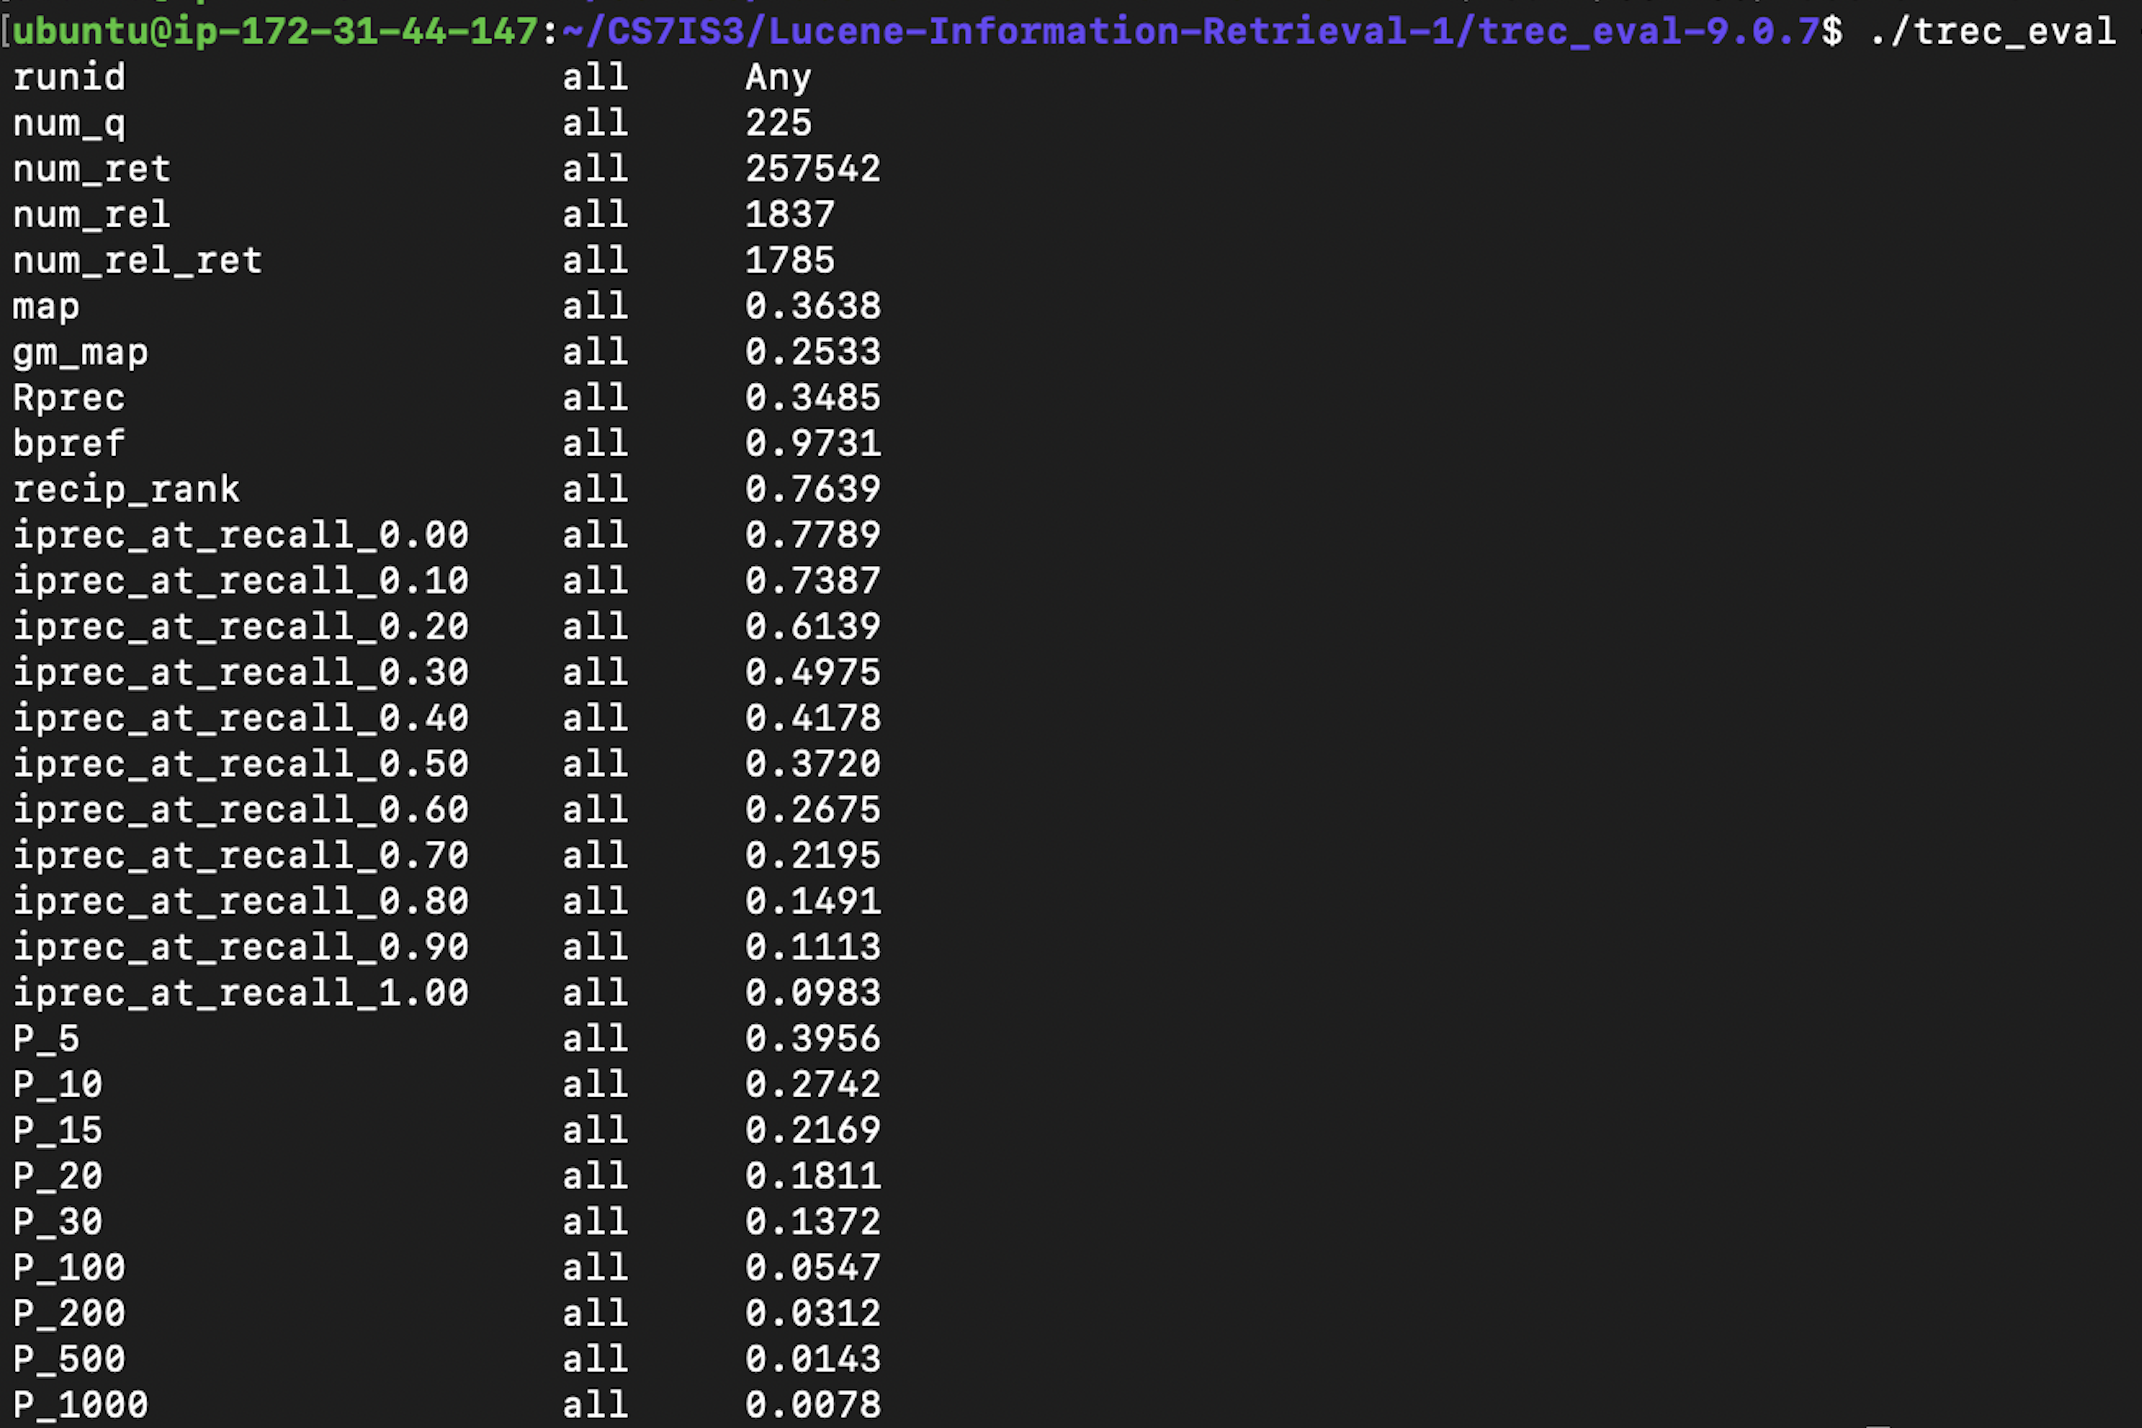 [ubuntu@ip-172-31-44-147:~/CS7IS3/Lucene-Information-Retrieval-1/trec_eval-9.0.7$ ./trec_eval
runid all Any
num_q all 225
num_ret all 257542
num_rel all 1837
num_rel_ret all 1785
map all 0.3638
gm_map all 0.2533
Rprec all 0.3485
bpref all 0.9731
recip_rank all 0.7639
iprec_at_recall_0.00 all 0.7789
iprec_at_recall_0.10 all 0.7387
iprec_at_recall_0.20 all 0.6139
iprec_at_recall_0.30 all 0.4975
iprec_at_recall_0.40 all 0.4178
iprec_at_recall_0.50 all 0.3720
iprec_at_recall_0.60 all 0.2675
iprec_at_recall_0.70 all 0.2195
iprec_at_recall_0.80 all 0.1491
iprec_at_recall_0.90 all 0.1113
iprec_at_recall_1.00 all 0.0983
P_5 all 0.3956
P_10 all 0.2742
P_15 all 0.2169
P_20 all 0.1811
P_30 all 0.1372
P_100 all 0.0547
P_200 all 0.0312
P_500 all 0.0143
P_1000 all 0.0078